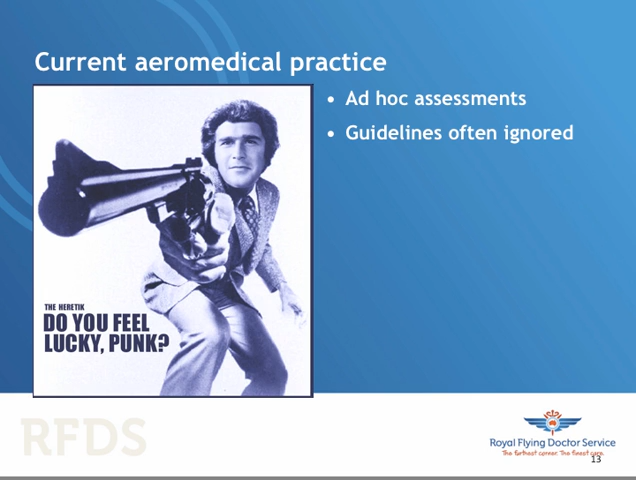 Current aeromedical practice
• Ad hoc assessments
• Guidelines often ignored
THE HERETIK
DO YOU FEEL
LUCKY, PUNK?
RFDS
Royal Flying Doctor Service
The furthest corner. The finest care.
13